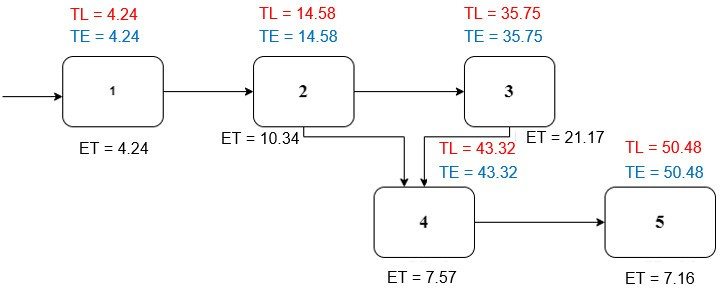 TL = 4.24
TE = 4.24
TL = 14.58
TE = 14.58
TL = 35.75
TE = 35.75
1
2
3
ET = 4.24
ET = 10.34
ET = 21.17
TL = 43.32
TE = 43.32
TL = 50.48
TE = 50.48
4
5
ET = 7.57
ET = 7.16